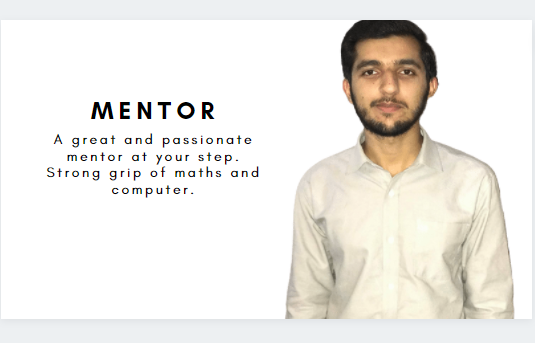 MENTOR
A great and passionate
mentor at your step.
Strong grip of maths and
computer.